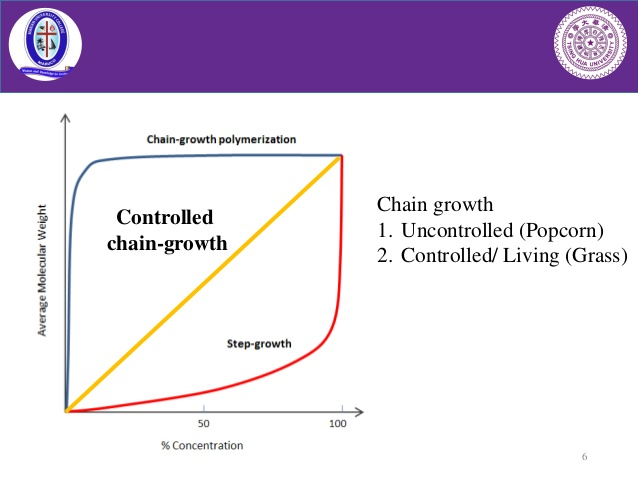 Chain-growth polymerization
Controlled
chain-growth
Step-growth
Average Molecular Weight
50
100
% Concentration
Chain growth
1. Uncontrolled (Popcorn)
2. Controlled/ Living (Grass)
6